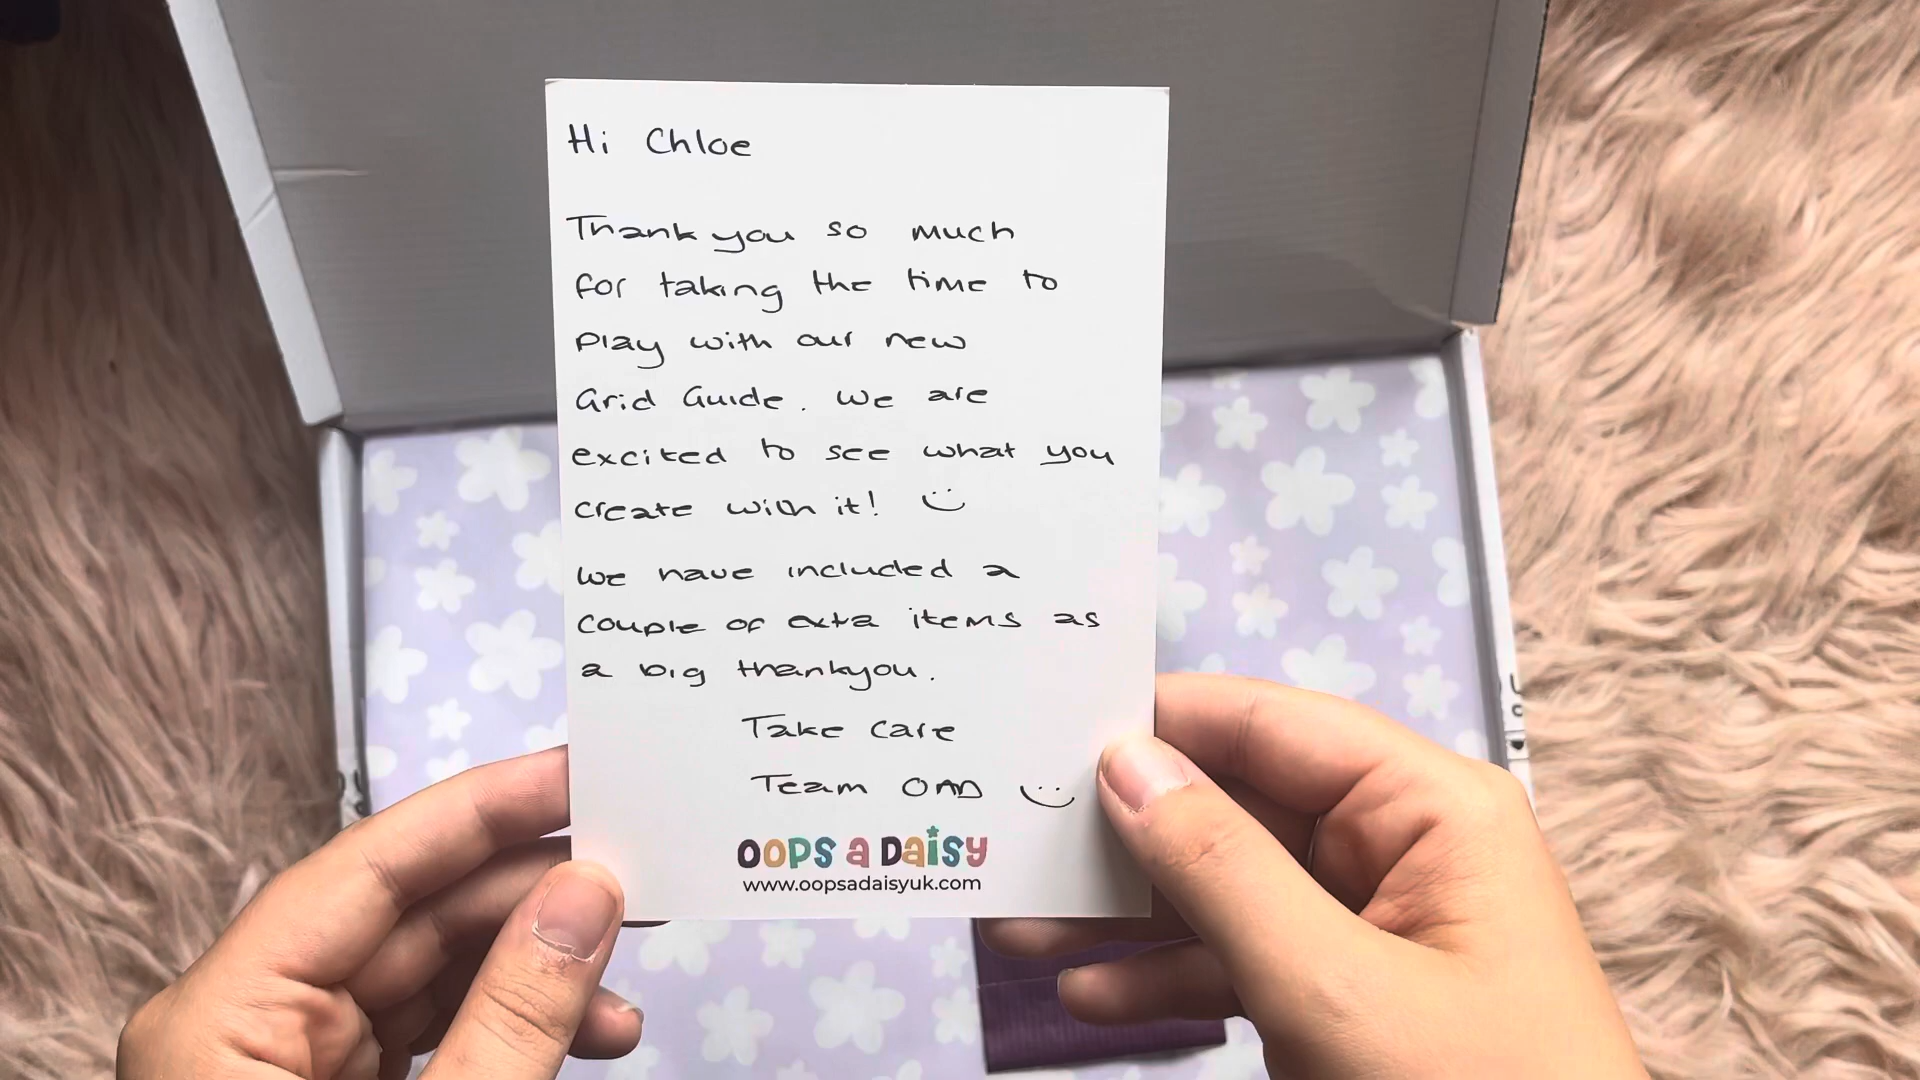 Hi Chloe
Thank you so much
for taking the time to
play with our new
Grid Guide. We are
excited to see what you
create with it! :)
We have included a
couple of extra items as
a big thankyou.
Take care
Team OAD :)
OOPS a Daisy
www.oopsadaisyuk.com